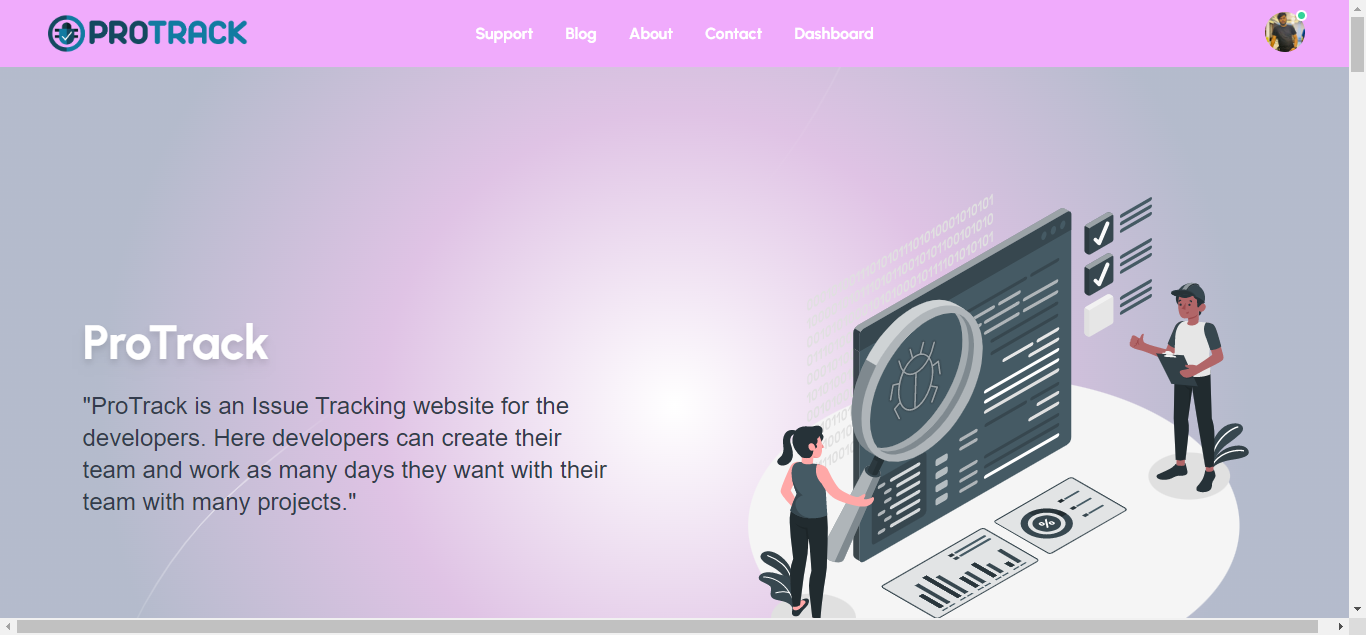 PROTRACK
Support Blog About Contact Dashboard
ProTrack
"ProTrack is an Issue Tracking website for the
developers. Here developers can create their
team and work as many days they want with their
team with many projects."
%